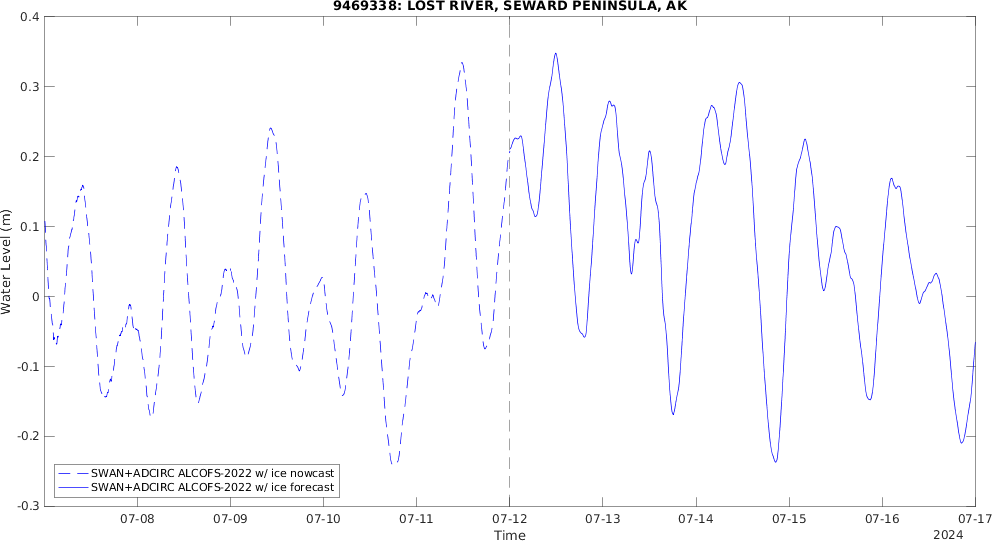 9469338: LOST RIVER, SEWARD PENINSULA, AK
0.4
0.3
0.2
0.1
0
-0.1
-0.2
-0.3
Water Level (m)
SWAN+ADCIRC ALCOFS-2022 w/ ice nowcast
SWAN+ADCIRC ALCOFS-2022 w/ ice forecast
07-08 07-09 07-10 07-11 07-12 07-13 07-14 07-15 07-16 07-17
Time
2024